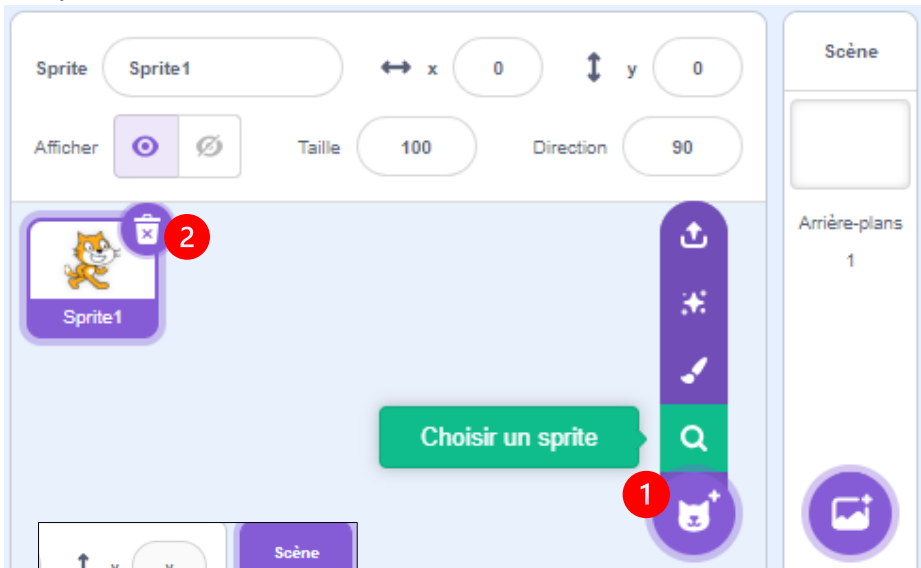 Sprite Sprite1 x 0 y 0
Scène
Afficher Taille 100 Direction 90
2
Sprite1
Arrière-plans
1
Choisir un sprite
1
Scène